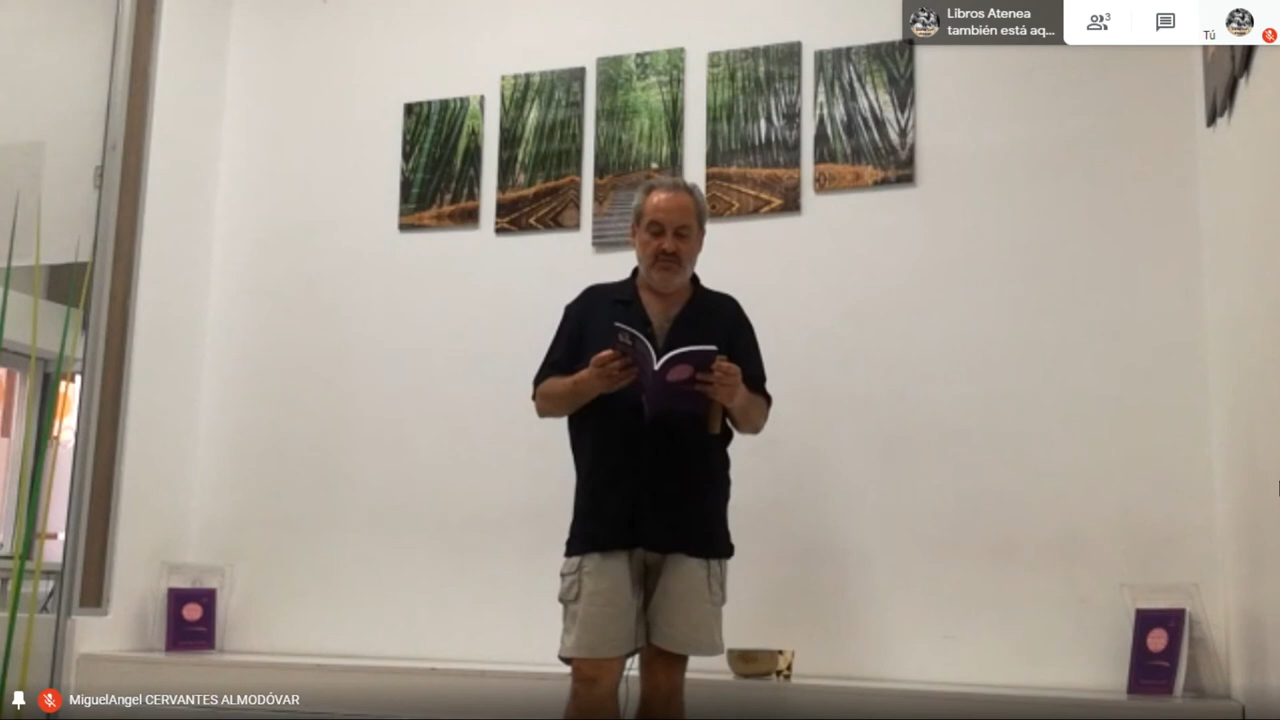 Libros Atenea
también está aq...
3
Tú
MiguelAngel CERVANTES ALMODÓVAR